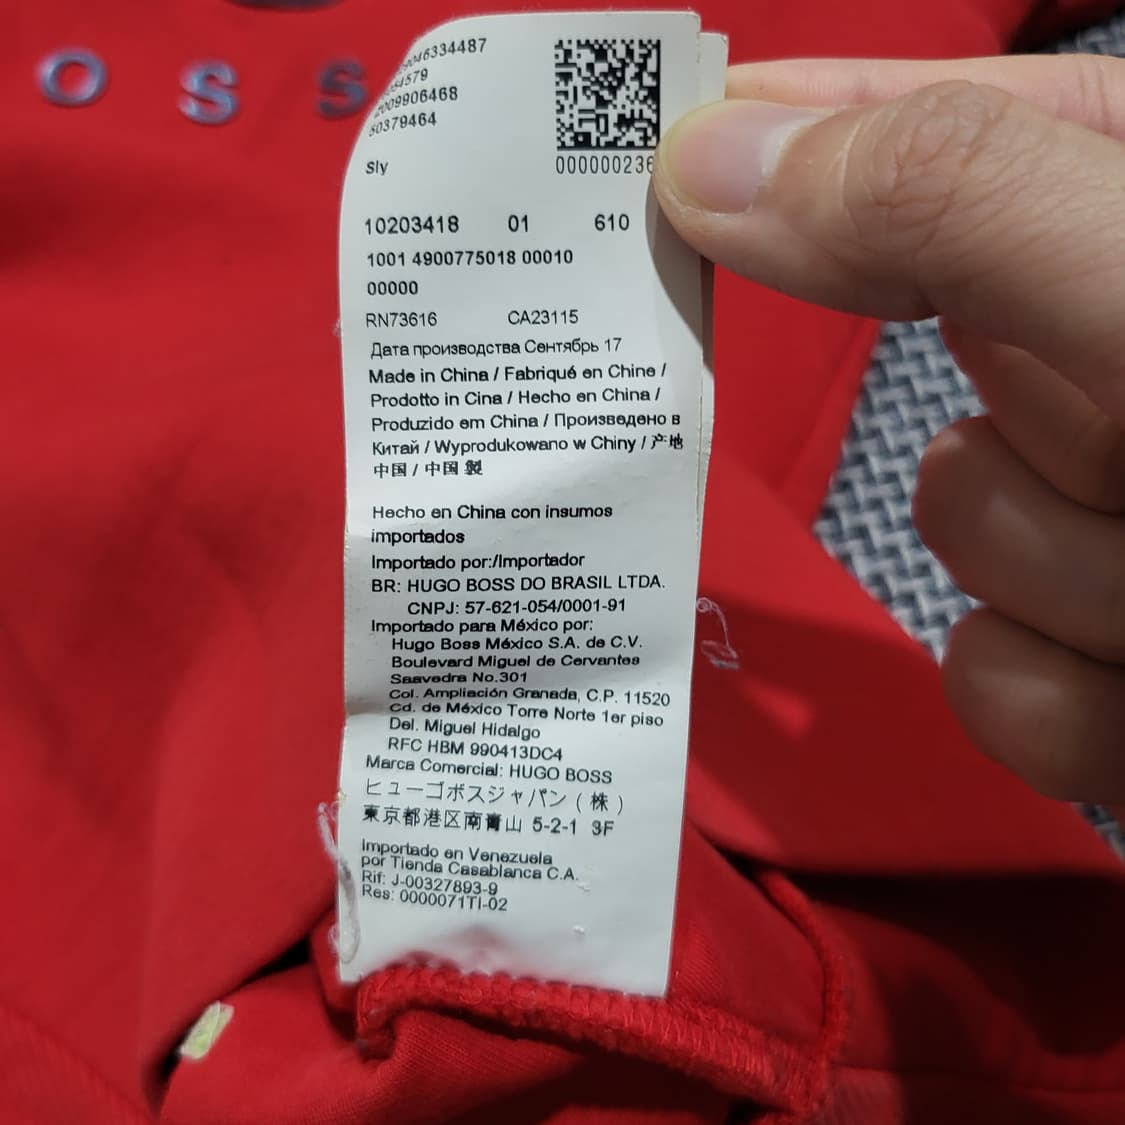 O S S
9046334487
2009906468
50379464
Sly
000000236
10203418 01 610
1001 4900775018 00010
00000
RN73616 CA23115
Дата производства Сентябрь 17
Made in China / Fabriqué en Chine /
Prodotto in Cina / Hecho en China /
Produzido em China / Произведено в
Китай / Wyprodukowano w Chiny / 产地
中国 / 中国 製
Hecho en China con insumos
importados
Importado por:/Importador
BR: HUGO BOSS DO BRASIL LTDA.
CNPJ: 57-621-054/0001-91
Importado para México por:
Hugo Boss México S.A. de C.V.
Boulevard Miguel de Cervantes
Saavedra No.301
Col. Ampliación Granada, C.P. 11520
Cd. de México Torre Norte 1er piso
Del. Miguel Hidalgo
RFC HBM 990413DC4
Marca Comercial: HUGO BOSS
ヒューゴボスジャパン ( 株 )
東京都港区南青山 5-2-1 3F
Importado en Venezuela
por Tienda Casablanca C.A.
Rif: J-00327893-9
Res: 0000071TI-02